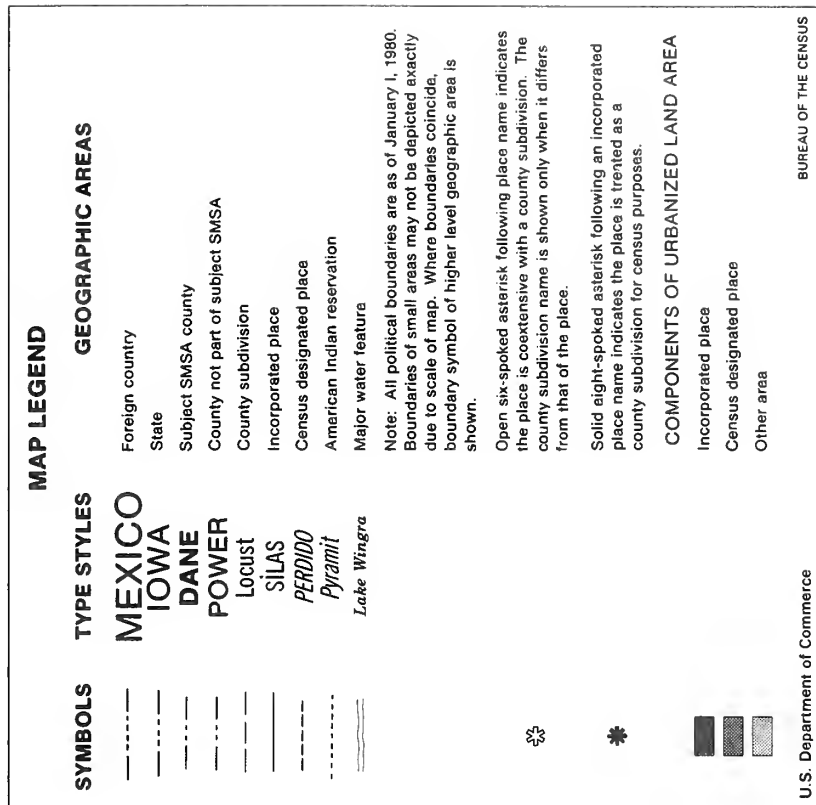 MAP LEGEND
SYMBOLS TYPE STYLES GEOGRAPHIC AREAS
MEXICO Foreign country
IOWA State
DANE Subject SMSA county
POWER County not part of subject SMSA
Locust County subdivision
SILAS Incorporated place
PERDIDO Census designated place
Pyramit American Indian reservation
Lake Wingra Major water feature
Note: All political boundaries are as of January 1, 1980.
Boundaries of small areas may not be depicted exactly
due to scale of map. Where boundaries coincide,
boundary symbol of higher level geographic area is
shown.
Open six-spoked asterisk following place name indicates
the place is coextensive with a county subdivision. The
county subdivision name is shown only when it differs
from that of the place.
Solid eight-spoked asterisk following an incorporated
place name indicates the place is trented as a
county subdivision for census purposes.
COMPONENTS OF URBANIZED LAND AREA
Incorporated place
Census designated place
Other area
U.S. Department of Commerce BUREAU OF THE CENSUS